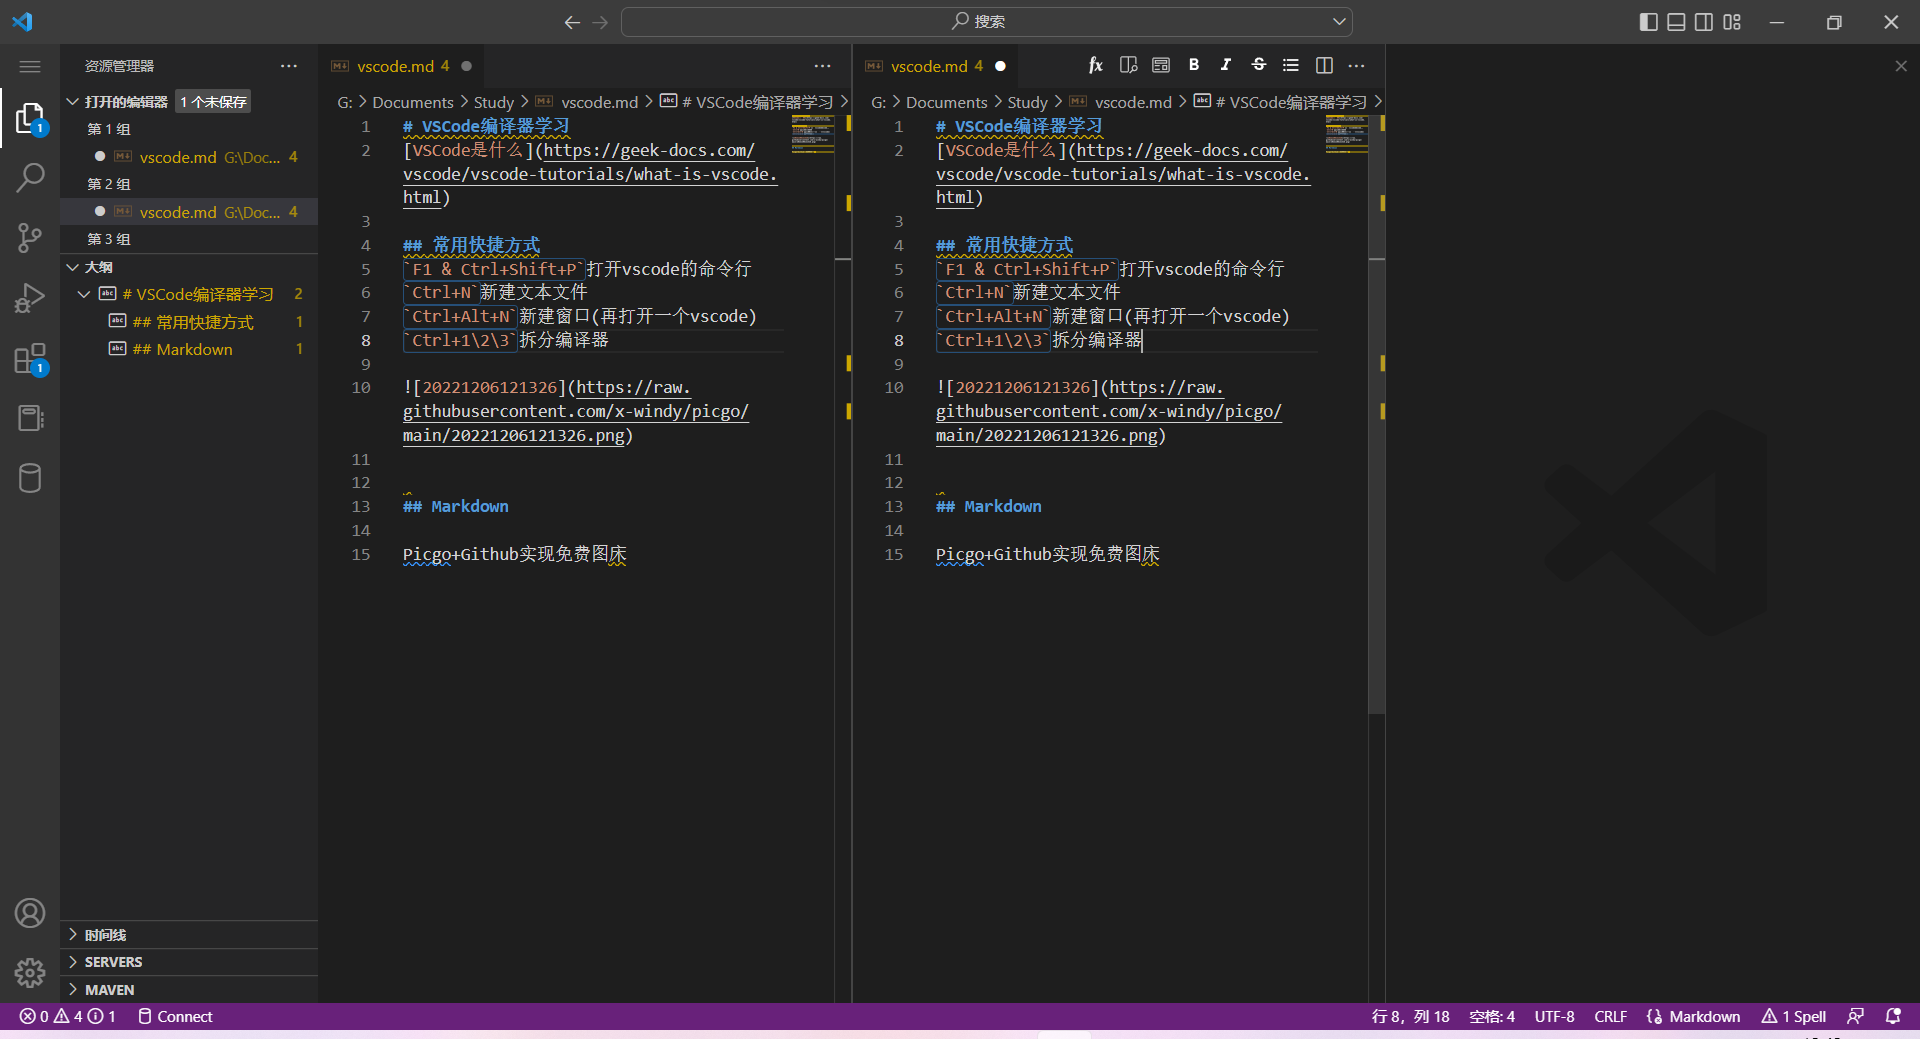 搜索
资源管理器
打开的编辑器 1 个未保存
第 1 组
vscode.md G:\Doc... 4
第 2 组
vscode.md G:\Doc... 4
第 3 组
大纲
# VSCode编译器学习 2
## 常用快捷方式 1
## Markdown 1
时间线
SERVERS
MAVEN
1
1
vscode.md 4
G: > Documents > Study > vscode.md > # VSCode编译器学习 >
1 # VSCode编译器学习
2 [VSCode是什么](https://geek-docs.com/
vscode/vscode-tutorials/what-is-vscode.
html)
3
4 ## 常用快捷方式
5 `F1 & Ctrl+Shift+P`打开vscode的命令行
6 `Ctrl+N`新建文本文件
7 `Ctrl+Alt+N`新建窗口(再打开一个vscode)
8 `Ctrl+1\2\3`拆分编译器
9
10 ![20221206121326](https://raw.
githubusercontent.com/x-windy/picgo/
main/20221206121326.png)
11
12
13 ## Markdown
14
15 Picgo+Github实现免费图床
vscode.md 4
G: > Documents > Study > vscode.md > # VSCode编译器学习 >
1 # VSCode编译器学习
2 [VSCode是什么](https://geek-docs.com/
vscode/vscode-tutorials/what-is-vscode.
html)
3
4 ## 常用快捷方式
5 `F1 & Ctrl+Shift+P`打开vscode的命令行
6 `Ctrl+N`新建文本文件
7 `Ctrl+Alt+N`新建窗口(再打开一个vscode)
8 `Ctrl+1\2\3`拆分编译器
9
10 ![20221206121326](https://raw.
githubusercontent.com/x-windy/picgo/
main/20221206121326.png)
11
12
13 ## Markdown
14
15 Picgo+Github实现免费图床
0 4 1 Connect 行 8，列 18 空格: 4 UTF-8 CRLF Markdown 1 Spell